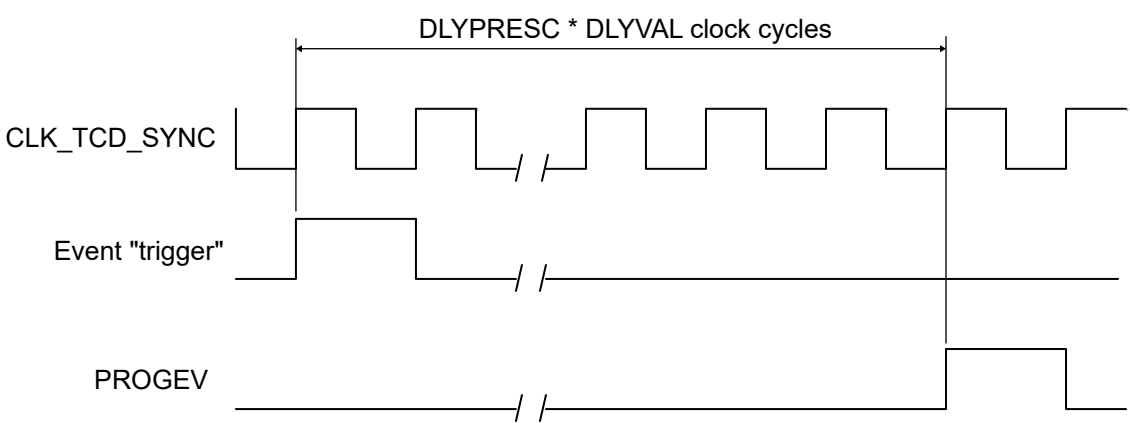 DLYPRESC * DLYVAL clock cycles
CLK_TCD_SYNC
Event "trigger"
PROGEV